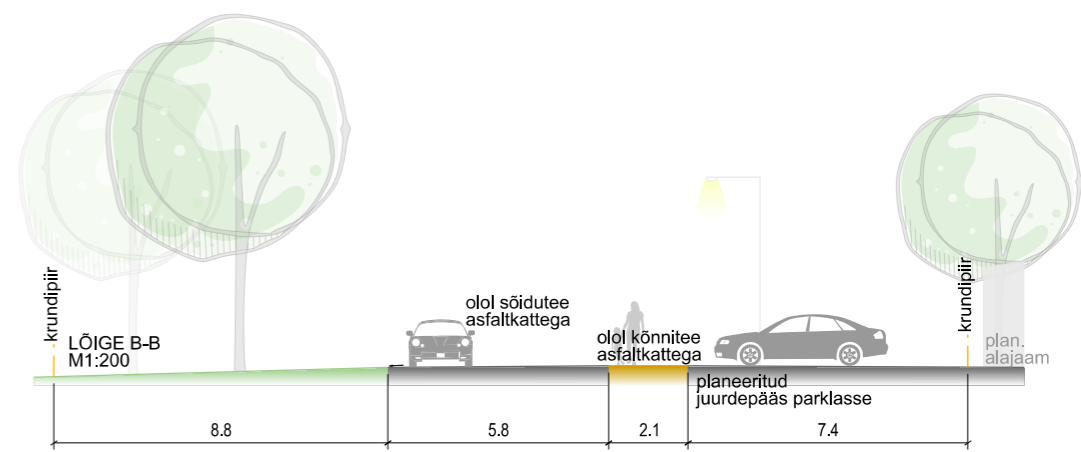 krundipiir
LÕIGE B-B
M1:200
olol sõidutee
asfaltkattega
olol kõnnitee
asfaltkattega
planeeritud
juurdepääs parklasse
krundipiir
plan.
alajaam
8.8
5.8
2.1
7.4